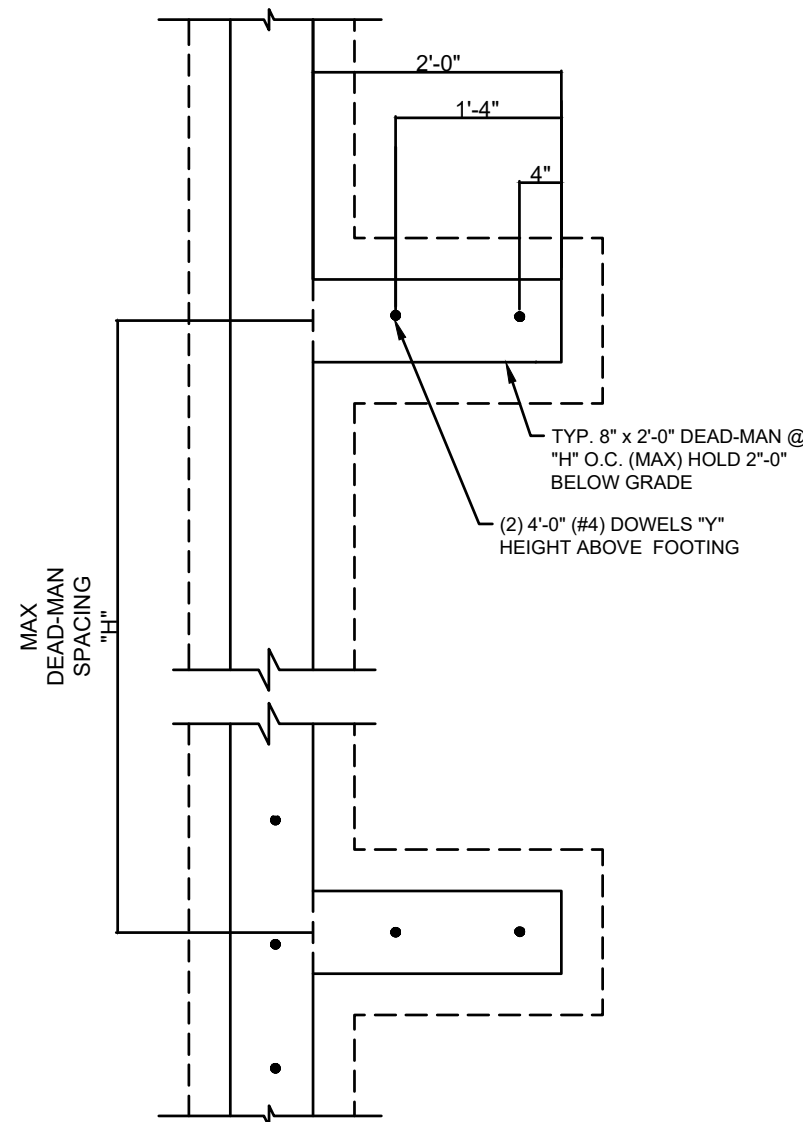 2'-0"
1'-4"
4"
TYP. 8" x 2'-0" DEAD-MAN @
"H" O.C. (MAX) HOLD 2"-0"
BELOW GRADE
(2) 4'-0" (#4) DOWELS "Y"
HEIGHT ABOVE FOOTING
MAX
DEAD-MAN
SPACING
"H"